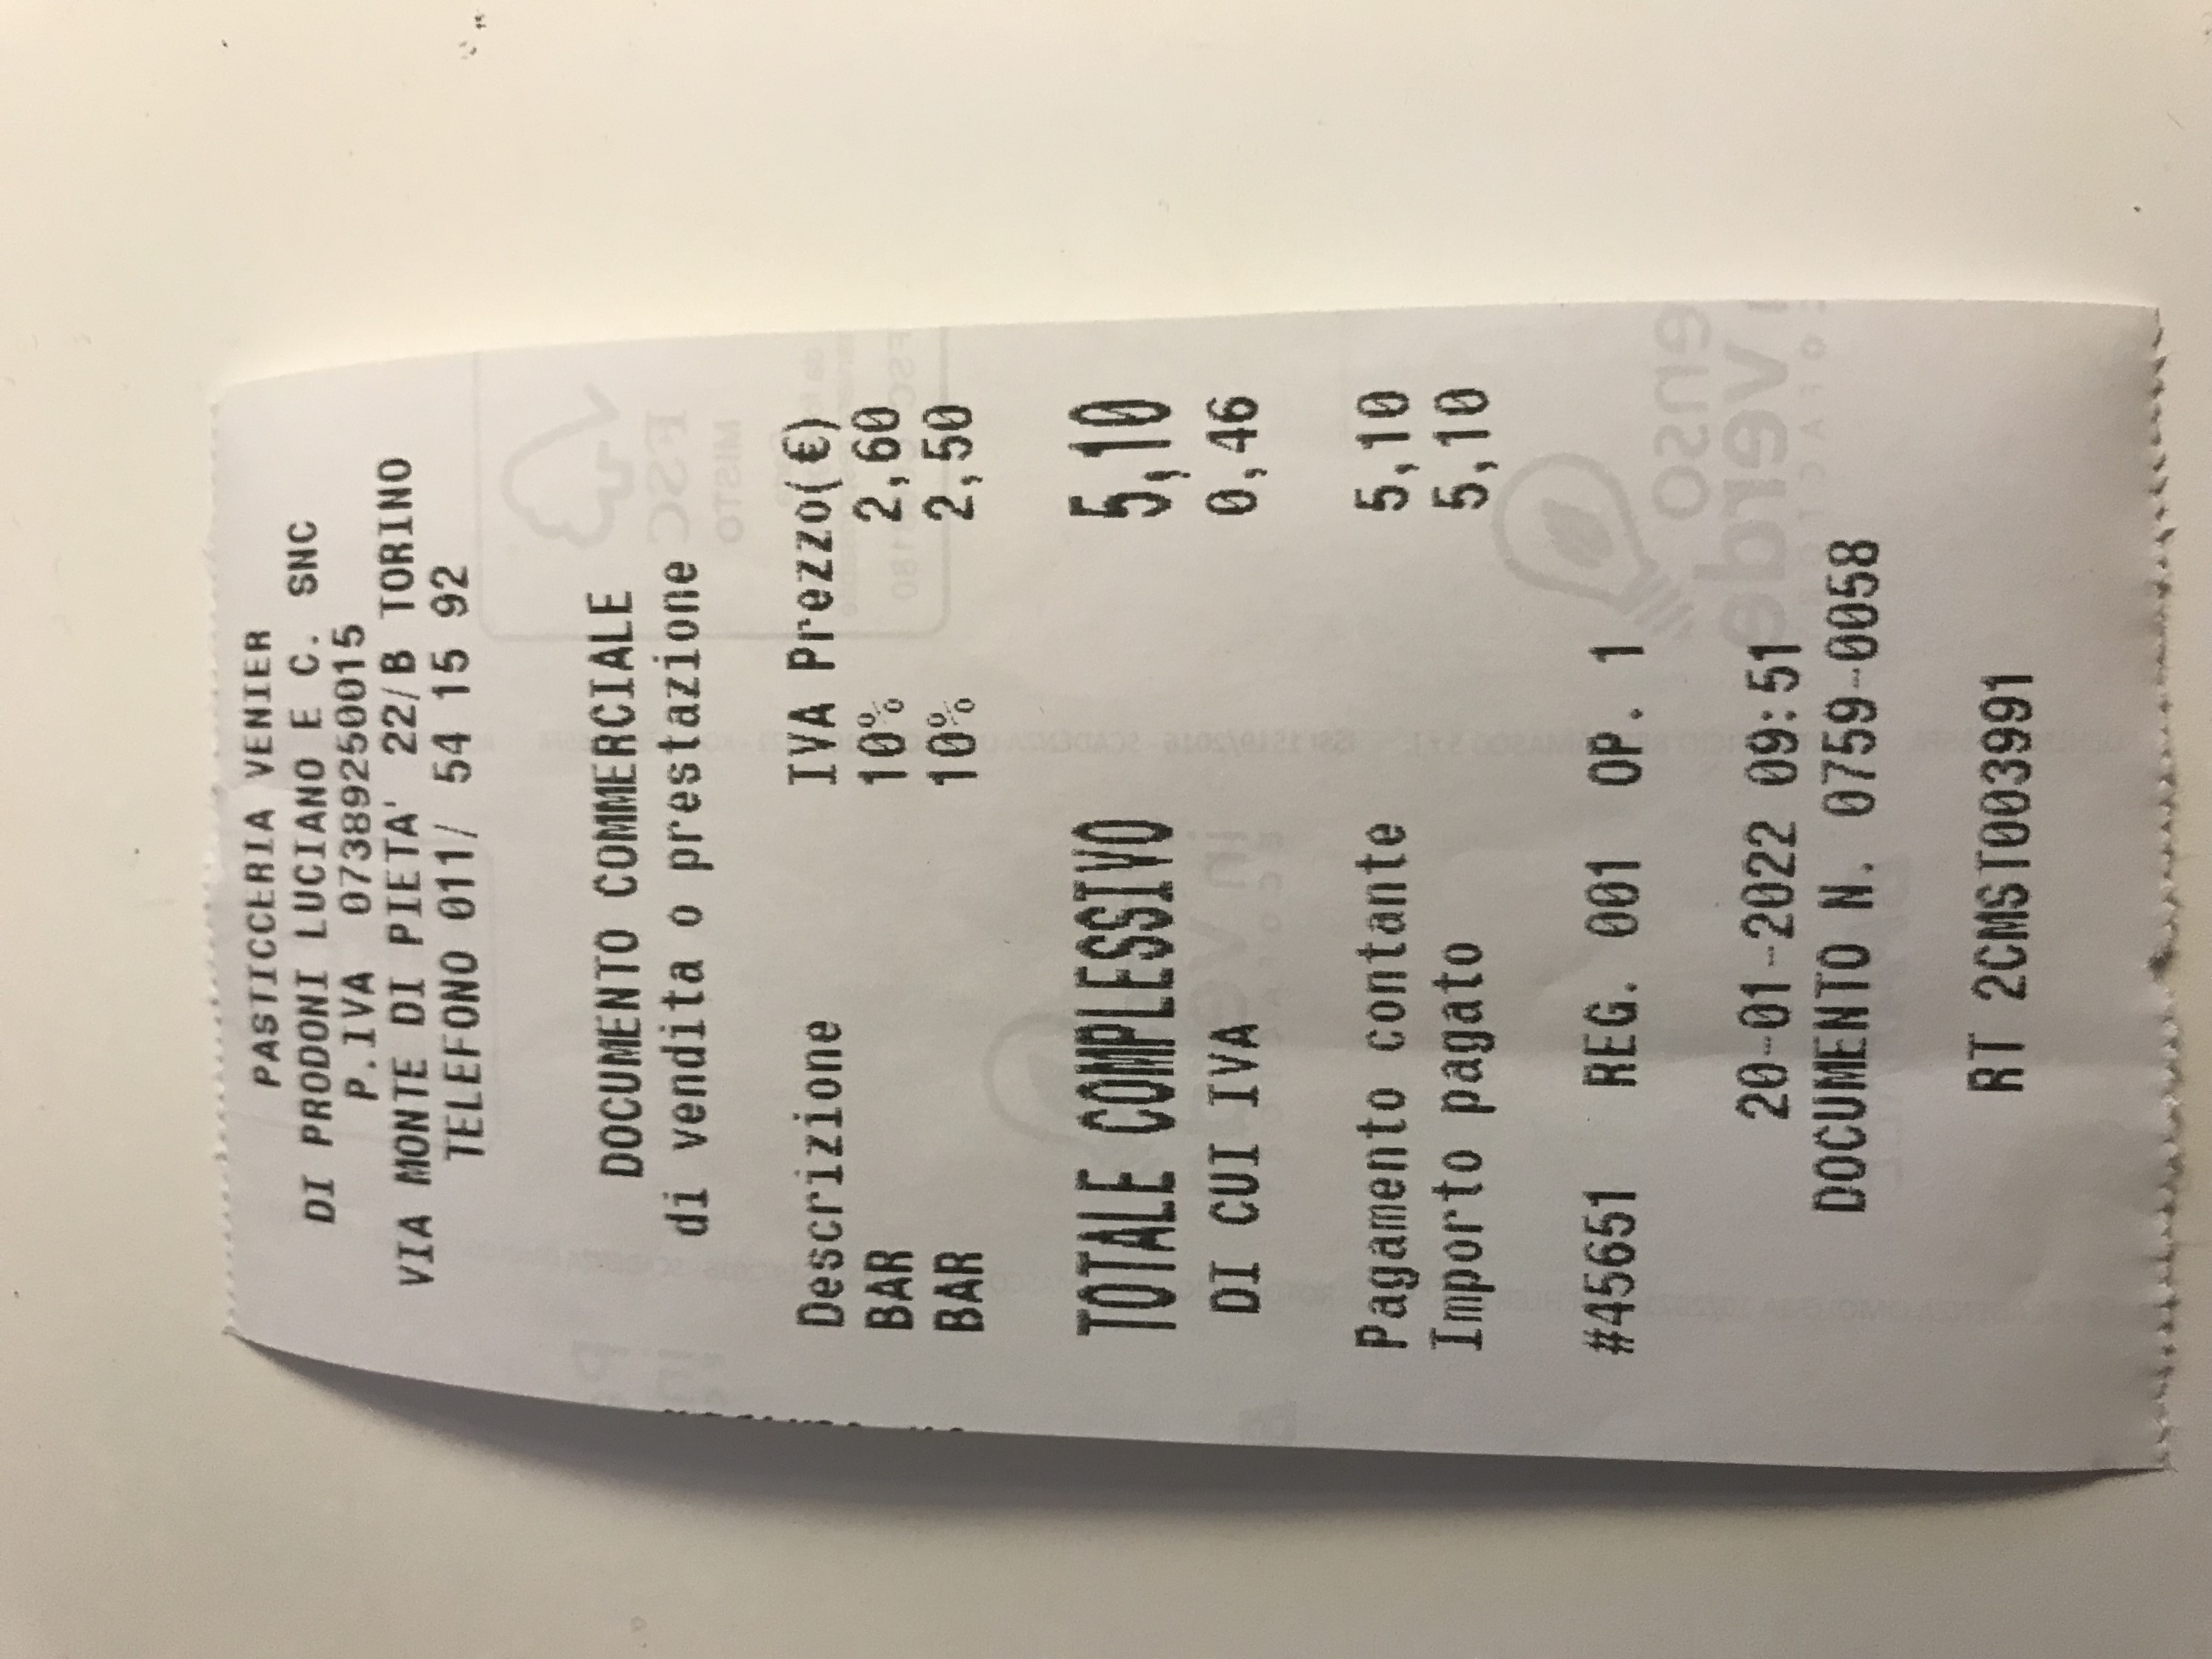 PASTICCERIA VENIER
DI PRODONI LUCIANO E C. SNC
P.IVA 07389250015
VIA MONTE DI PIETA' 22/B TORINO
TELEFONO 011/ 54 15 92
DOCUMENTO COMMERCIALE
di vendita o prestazione
Descrizione IVA Prezzo(€)
BAR 10% 2,60
BAR 10% 2,50
TOTALE COMPLESSIVO 5,10
DI CUI IVA 0,46
Pagamento contante 5,10
Importo pagato 5,10
#45651 REG. 001 OP. 1
20-01-2022 09:51
DOCUMENTO N. 0759-0058
RT 2CMST003991